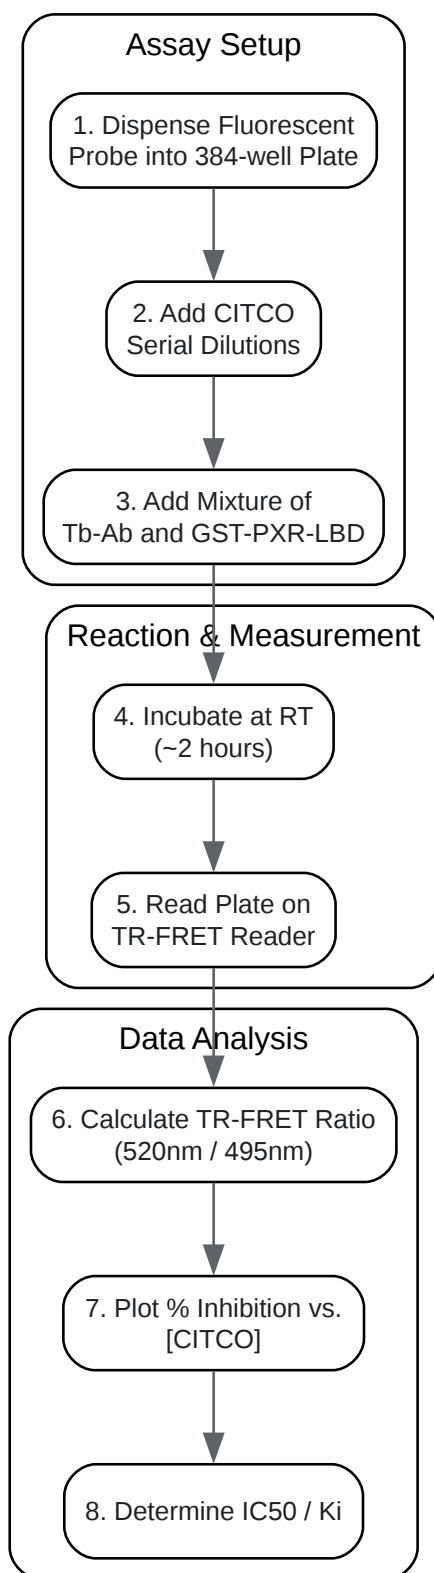 Assay Setup
1. Dispense Fluorescent
Probe into 384-well Plate
2. Add CITCO
Serial Dilutions
3. Add Mixture of
Tb-Ab and GST-PXR-LBD
Reaction & Measurement
4. Incubate at RT
(~2 hours)
5. Read Plate on
TR-FRET Reader
Data Analysis
6. Calculate TR-FRET Ratio
(520nm / 495nm)
7. Plot % Inhibition vs.
[CITCO]
8. Determine IC50 / Ki